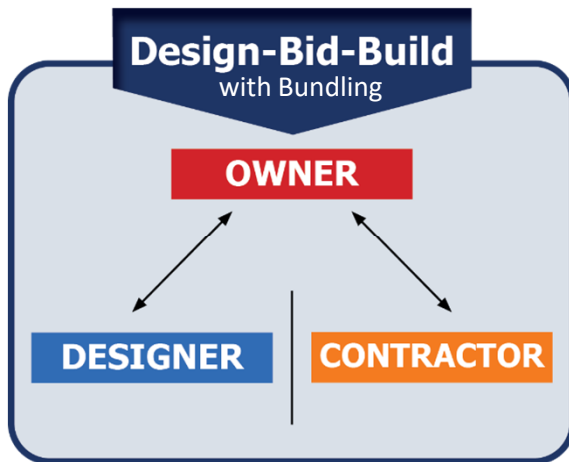 Design-Bid-Build
with Bundling
OWNER
DESIGNER
CONTRACTOR